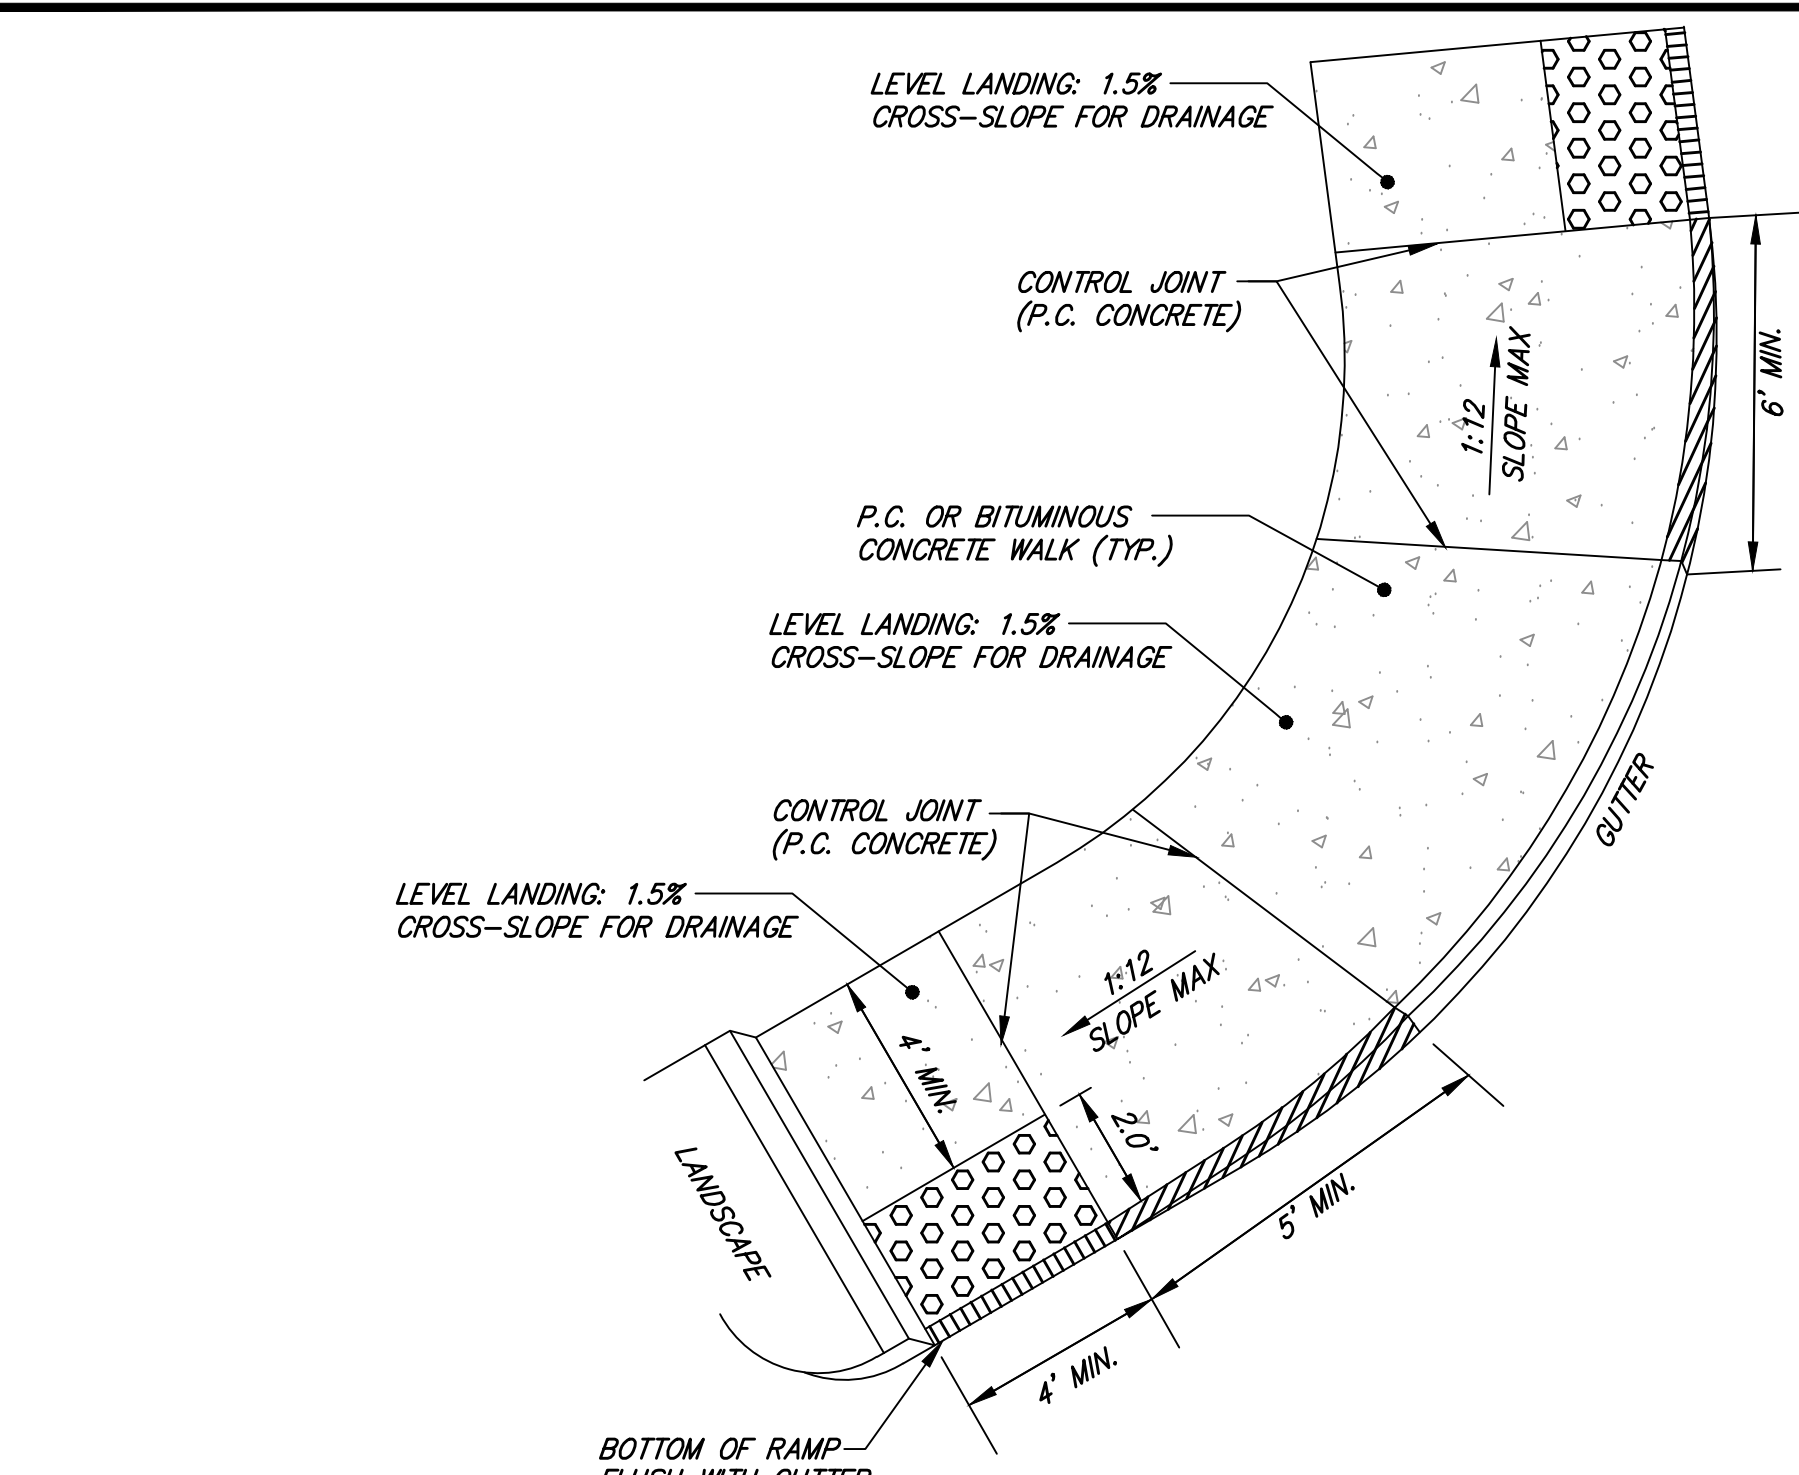 LEVEL LANDING: 1.5%
CROSS-SLOPE FOR DRAINAGE
CONTROL JOINT
(P.C. CONCRETE)
6' MIN.
1:12
SLOPE MAX
P.C. OR BITUMINOUS
CONCRETE WALK (TYP.)
LEVEL LANDING: 1.5%
CROSS-SLOPE FOR DRAINAGE
GUTTER
CONTROL JOINT
(P.C. CONCRETE)
LEVEL LANDING: 1.5%
CROSS-SLOPE FOR DRAINAGE
1:12
SLOPE MAX
4' MIN.
2.0'
LANDSCAPE
5' MIN.
4' MIN.
BOTTOM OF RAMP
FLUSH WITH GUTTER